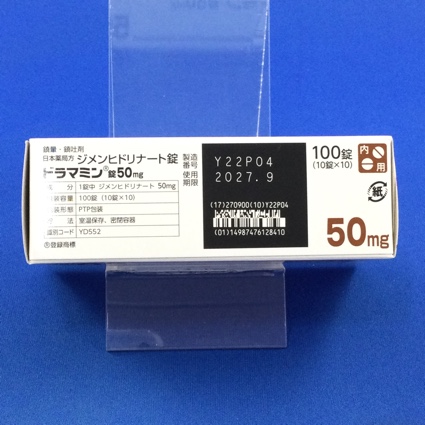 鎮暈・鎮吐剤
日本薬局方 ジメンヒドリナート錠
ドラマミン®錠50mg
分 1錠中 ジメンヒドリナート 50mg
装容量 100錠(10錠×10)
装形態 PTP包装
法 室温保存、密閉容器
識別コード YD552
Ⓡ登録商標
製造番号
使用期限
Y22P04
2027.9
(17)270900(10)Y22P04
(01)14987476128410
100錠
(10錠×10)
内用
紙
50mg